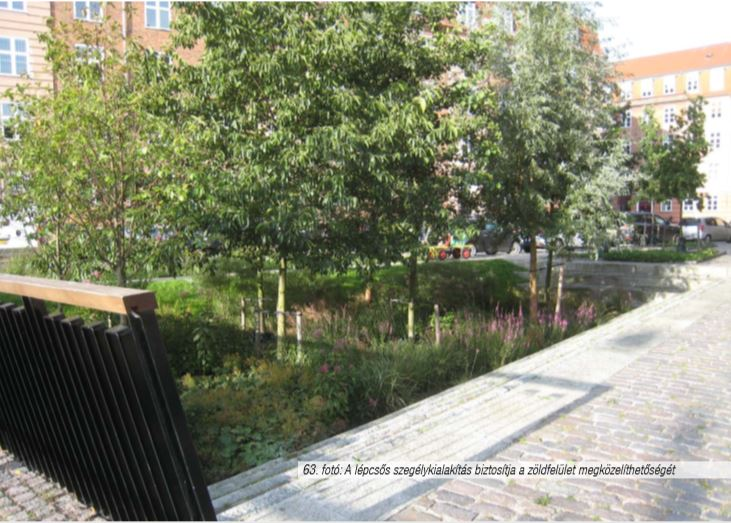 63. fotó: A lépcsős szegélykialakítás biztosítja a zöldfelület megközelíthetőségét